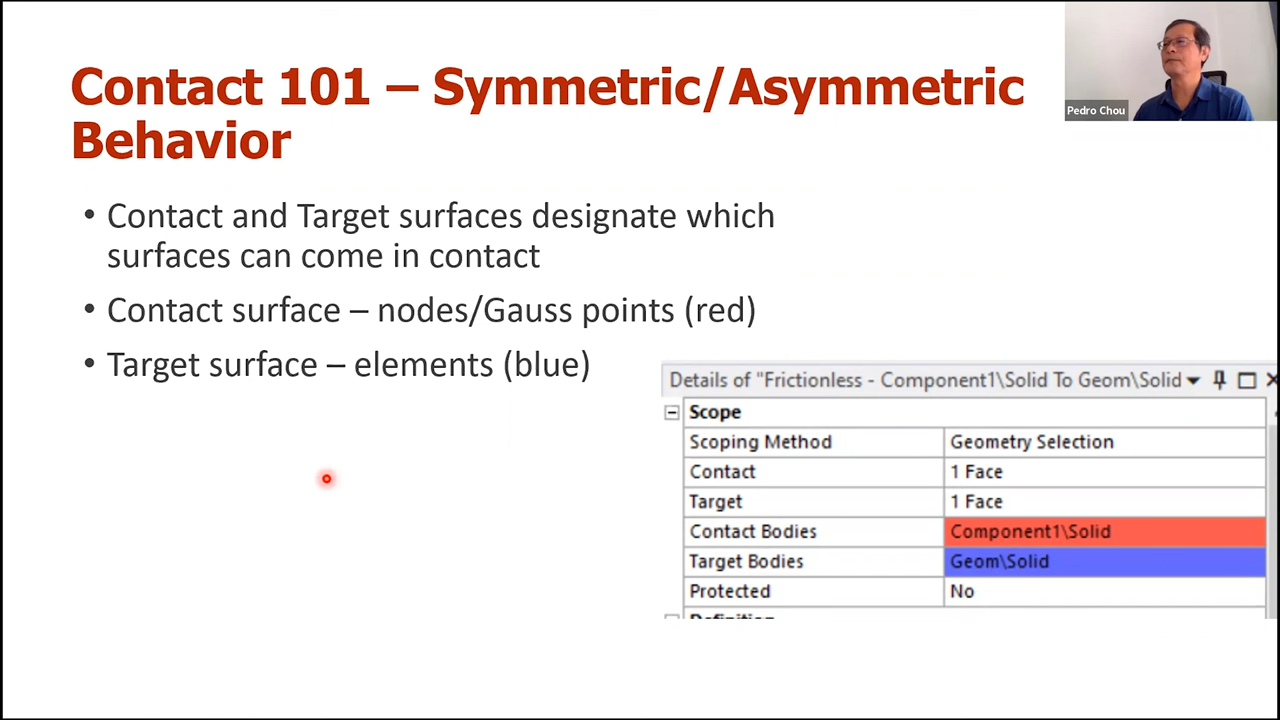 Contact 101 – Symmetric/Asymmetric
Behavior
Pedro Chou
• Contact and Target surfaces designate which
surfaces can come in contact
• Contact surface – nodes/Gauss points (red)
• Target surface – elements (blue)
Details of "Frictionless - Component1\Solid To Geom\Solid
Scope
Scoping Method Geometry Selection
Contact 1 Face
Target 1 Face
Contact Bodies Component1\Solid
Target Bodies Geom\Solid
Protected No
Definition